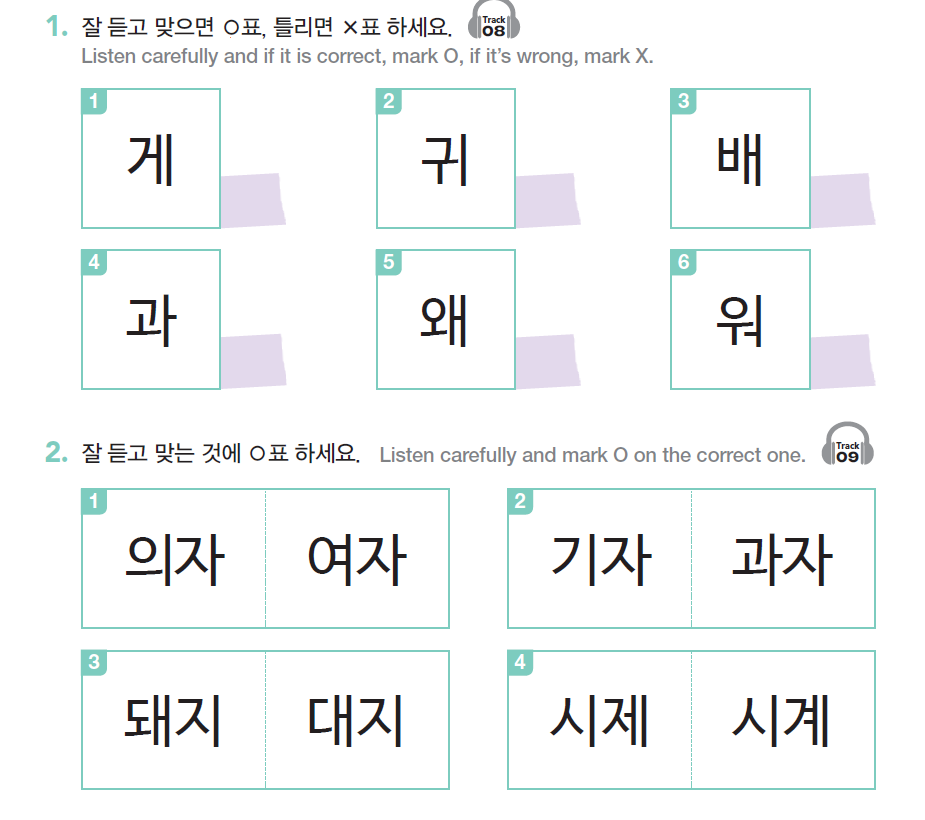 1. 잘 듣고 맞으면 ○표, 틀리면 ×표 하세요. Track 08
Listen carefully and if it is correct, mark O, if it's wrong, mark X.
1 게
2 귀
3 배
4 과
5 왜
6 워
2. 잘 듣고 맞는 것에 ○표 하세요. Listen carefully and mark O on the correct one. Track 09
1 의자 여자
2 기자 과자
3 돼지 대지
4 시제 시계